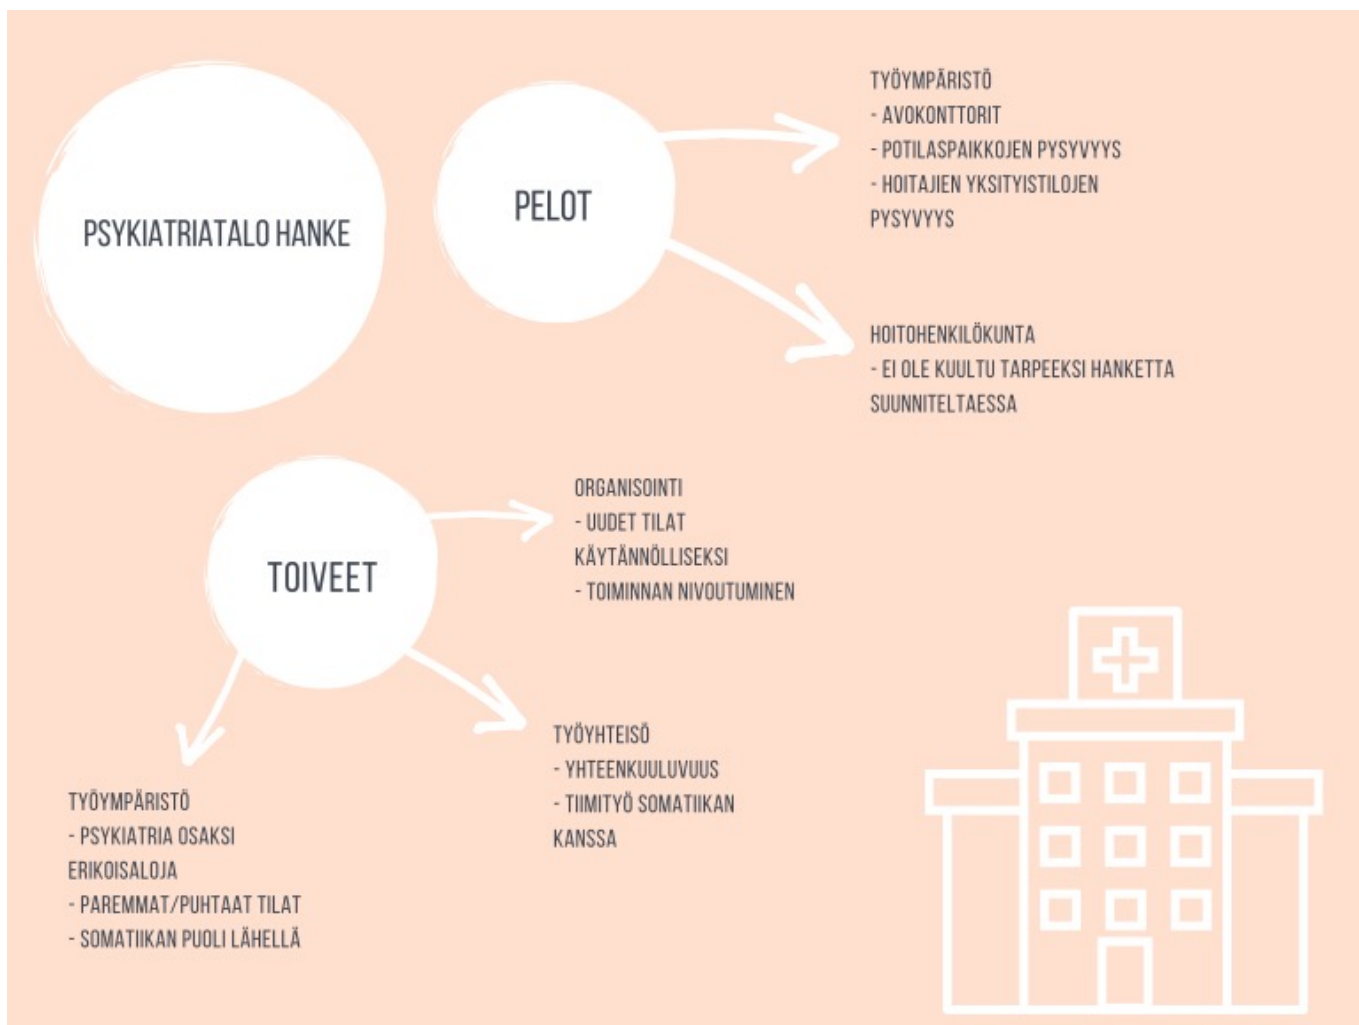 PSYKIATRIATALO HANKE
PELOT
TYÖYMPÄRISTÖ
- AVOKONTTORIT
- POTILASPAIKKOJEN PYSYVYYS
- HOITAJIEN YKSITYISTILOJEN
PYSYVYYS
HOITOHENKILÖKUNTA
- EI OLE KUULTU TARPEEKSI HANKETTA
SUUNNITELTAESSA
TOIVEET
ORGANISOINTI
- UUDET TILAT
KÄYTÄNNÖLLISEKSI
- TOIMINNAN NIVOUTUMINEN
TYÖYHTEISÖ
- YHTEENKUULUVUUS
- TIIMITYÖ SOMATIIKAN
KANSSA
TYÖYMPÄRISTÖ
- PSYKIATRIA OSAKSI
ERIKOISALOJA
- PAREMMAT/PUHTAAT TILAT
- SOMATIIKAN PUOLI LÄHELLÄ